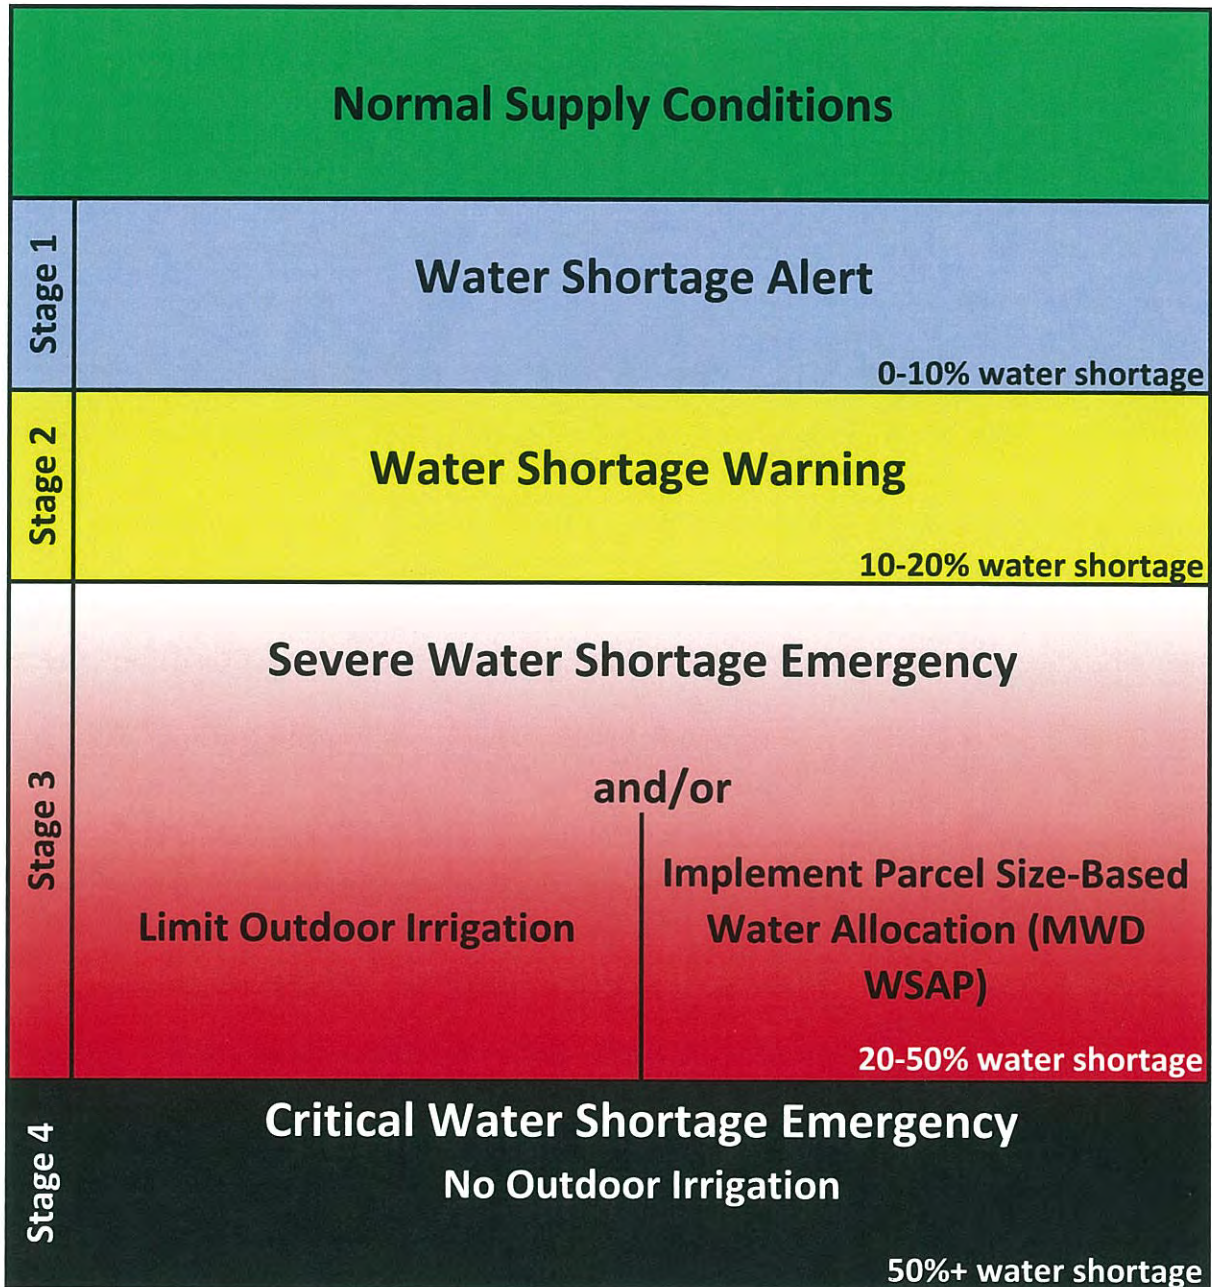 Normal Supply Conditions
Stage 1
Water Shortage Alert
0-10% water shortage
Stage 2
Water Shortage Warning
10-20% water shortage
Stage 3
Severe Water Shortage Emergency
and/or
Limit Outdoor Irrigation
Implement Parcel Size-Based
Water Allocation (MWD
WSAP)
20-50% water shortage
Stage 4
Critical Water Shortage Emergency
No Outdoor Irrigation
50%+ water shortage